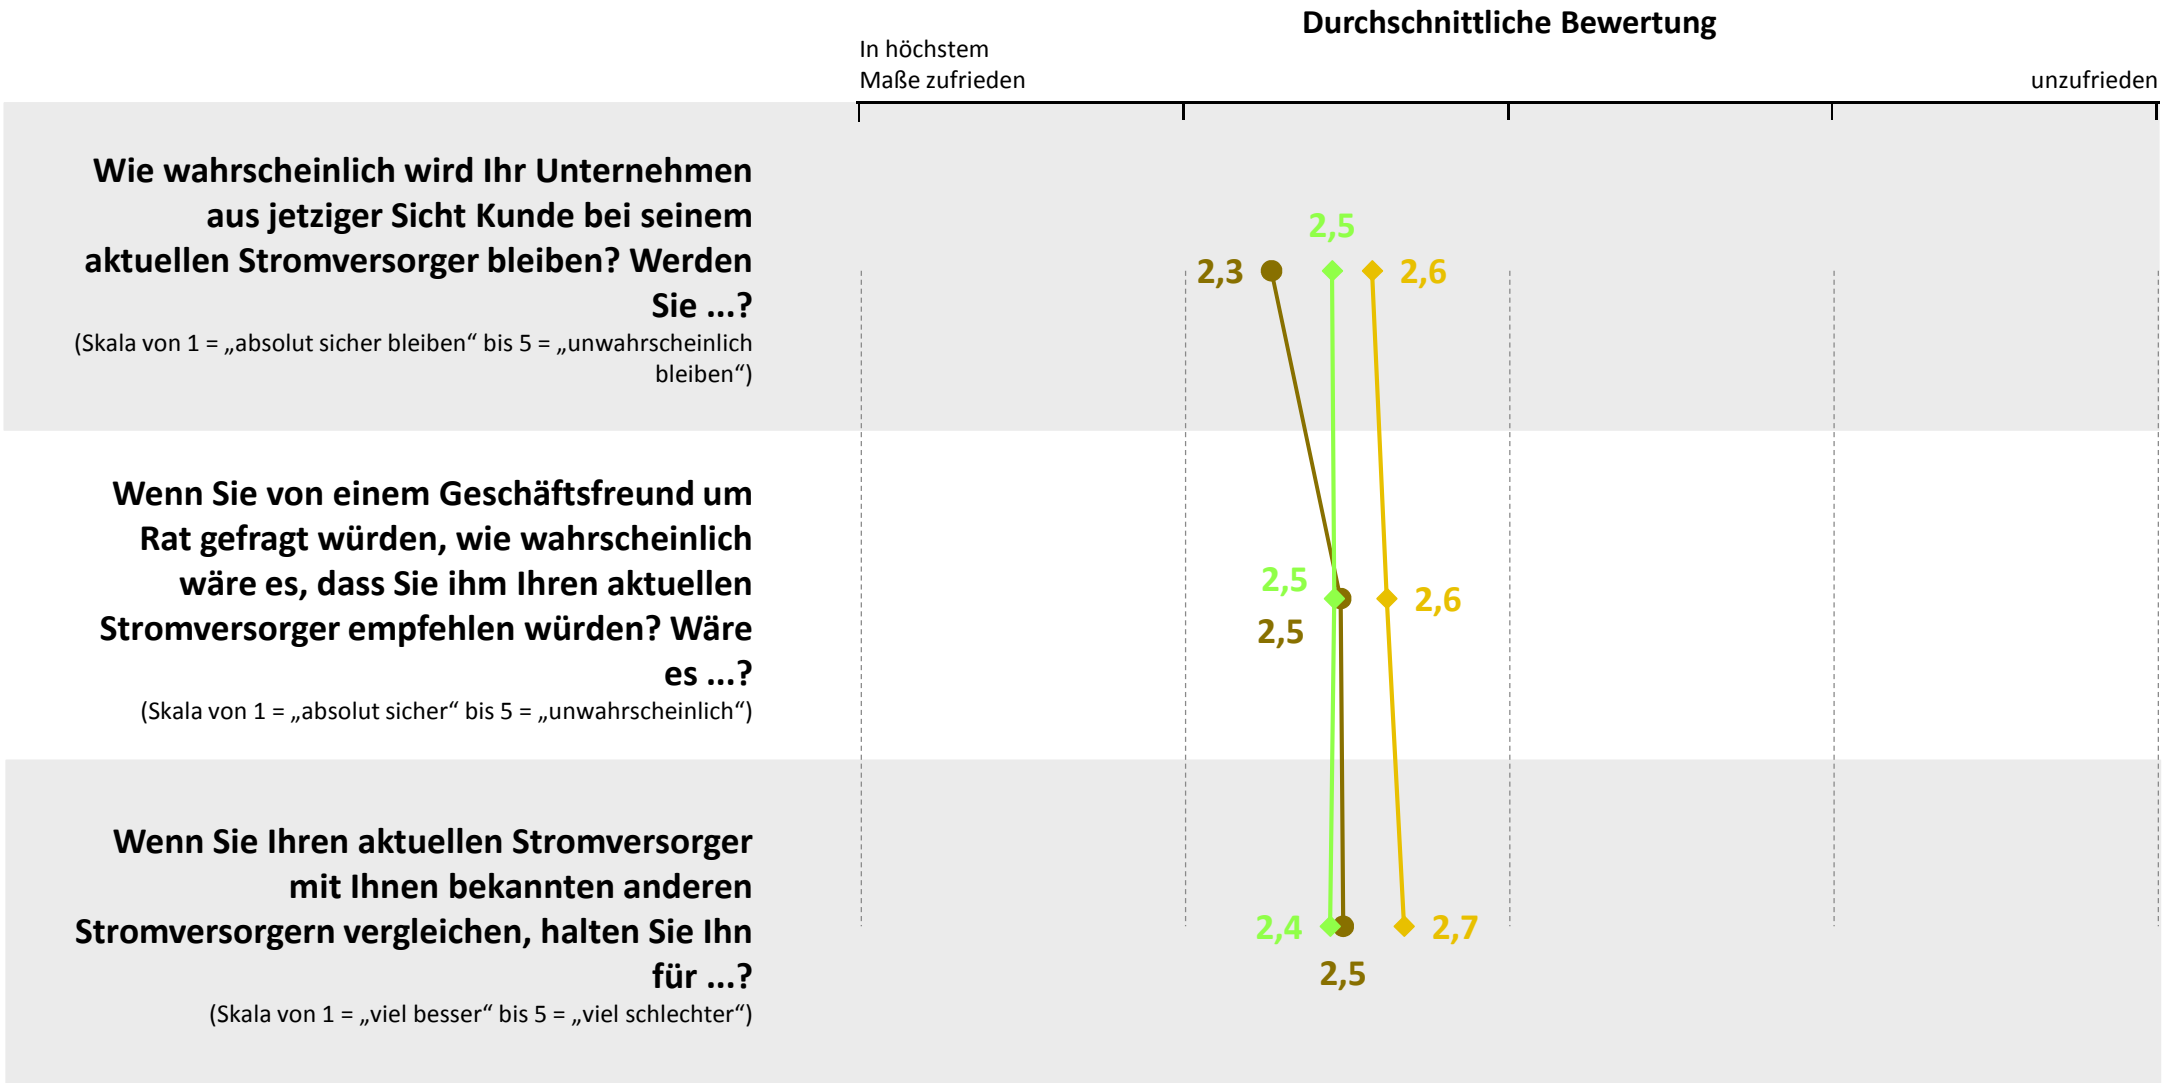 Durchschnittliche Bewertung
In höchstem
Maße zufrieden
unzufrieden
Wie wahrscheinlich wird Ihr Unternehmen
aus jetziger Sicht Kunde bei seinem
aktuellen Stromversorger bleiben? Werden
Sie ...?
(Skala von 1 = „absolut sicher bleiben“ bis 5 = „unwahrscheinlich
bleiben“)
2,5
2,3
2,6
Wenn Sie von einem Geschäftsfreund um
Rat gefragt würden, wie wahrscheinlich
wäre es, dass Sie ihm Ihren aktuellen
Stromversorger empfehlen würden? Wäre
es ...?
(Skala von 1 = „absolut sicher“ bis 5 = „unwahrscheinlich“)
2,5
2,6
2,5
Wenn Sie Ihren aktuellen Stromversorger
mit Ihnen bekannten anderen
Stromversorgern vergleichen, halten Sie Ihn
für ...?
(Skala von 1 = „viel besser“ bis 5 = „viel schlechter“)
2,4
2,7
2,5